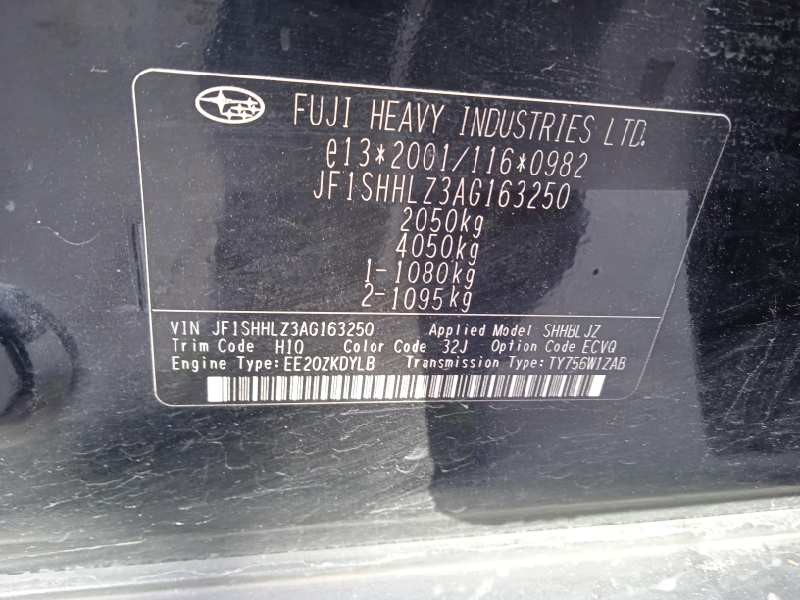 FUJI HEAVY INDUSTRIES LTD.
e13*2001/116*0982
JF1SHHLZ3AG163250
2050kg
4050kg
1-1080kg
2-1095kg
VIN JF1SHHLZ3AG163250 Applied Model SHHBLJZ
Trim Code H10 Color Code 32J Option Code ECVQ
Engine Type: EE20ZKDYLB Transmission Type: TY756W1ZAB